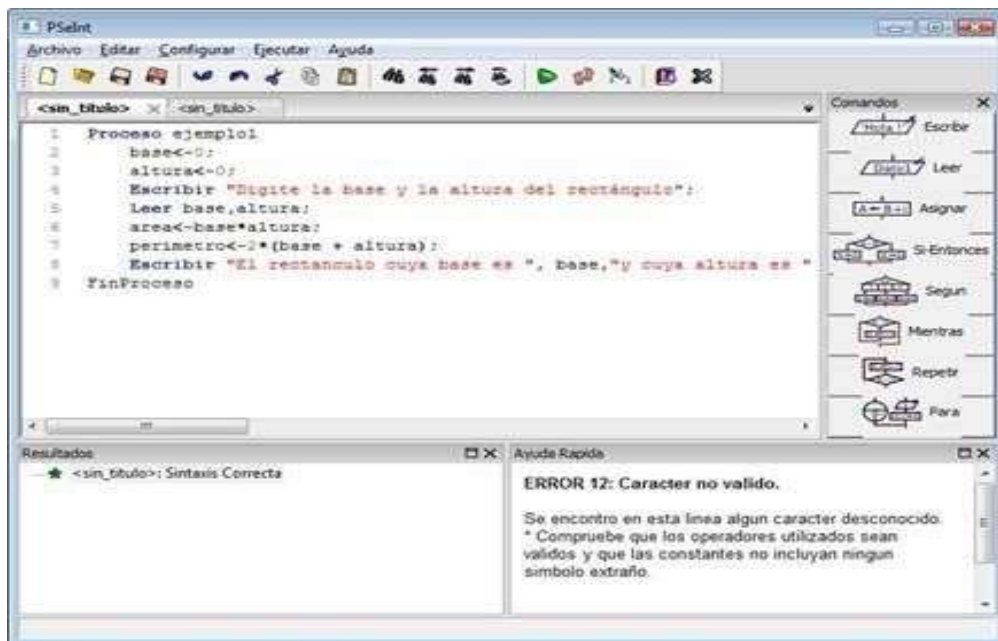 PSeInt
Archivo Editar Configurar Ejecutar Ayuda
<sin_titulo> <sin_titulo>
1 Proceso ejemplo1
2 base<-0;
3 altura<-0;
4 Escribir "Digite la base y la altura del rectángulo";
5 Leer base,altura;
6 area<-base*altura;
7 perimetro<-2*(base + altura);
8 Escribir "El rectanculo cuya base es ", base,"y cuya altura es "
9 FinProceso
Comandos
Escribir
Leer
Asignar
Si-Entonces
Segun
Mientras
Repetir
Para
Resultados
<sin_titulo>: Sintaxis Correcta
Ayuda Rapida
ERROR 12: Caracter no valido.
Se encontro en esta linea algun caracter desconocido.
* Compruebe que los operadores utilizados sean
validos y que las constantes no incluyan ningun
simbolo extraño.